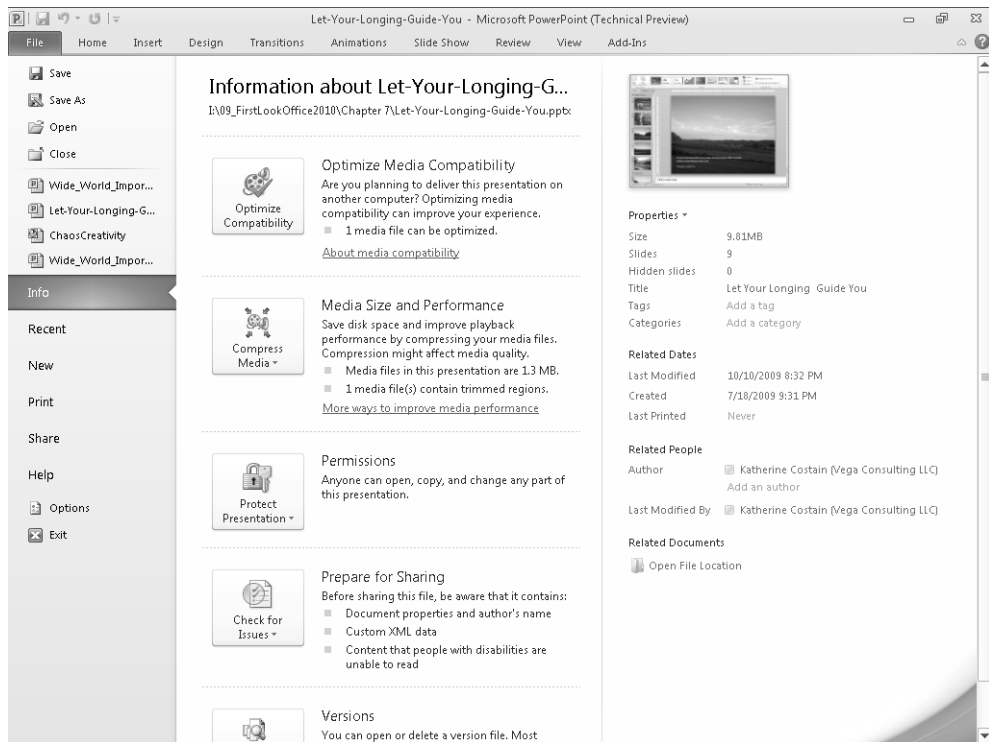 Let-Your-Longing-Guide-You - Microsoft PowerPoint (Technical Preview)
File Home Insert Design Transitions Animations Slide Show Review View Add-Ins
Save
Save As
Open
Close
Wide_World_Impor...
Let-Your-Longing-G...
ChaosCreativity
Wide_World_Impor...
Info
Recent
New
Print
Share
Help
Options
Exit
Information about Let-Your-Longing-G...
I:\09_FirstLookOffice2010\Chapter 7\Let-Your-Longing-Guide-You.pptx
Optimize
Compatibility
Optimize Media Compatibility
Are you planning to deliver this presentation on
another computer? Optimizing media
compatibility can improve your experience.
1 media file can be optimized.
About media compatibility
Compress
Media
Media Size and Performance
Save disk space and improve playback
performance by compressing your media files.
Compression might affect media quality.
Media files in this presentation are 1.3 MB.
1 media file(s) contain trimmed regions.
More ways to improve media performance
Protect
Presentation
Permissions
Anyone can open, copy, and change any part of
this presentation.
Check for
Issues
Prepare for Sharing
Before sharing this file, be aware that it contains:
Document properties and author's name
Custom XML data
Content that people with disabilities are
unable to read
Versions
You can open or delete a version file. Most
Properties
Size 9.81MB
Slides 9
Hidden slides 0
Title Let Your Longing Guide You
Tags Add a tag
Categories Add a category
Related Dates
Last Modified 10/10/2009 8:32 PM
Created 7/18/2009 9:31 PM
Last Printed Never
Related People
Author Katherine Costain (Vega Consulting LLC)
Add an author
Last Modified By Katherine Costain (Vega Consulting LLC)
Related Documents
Open File Location